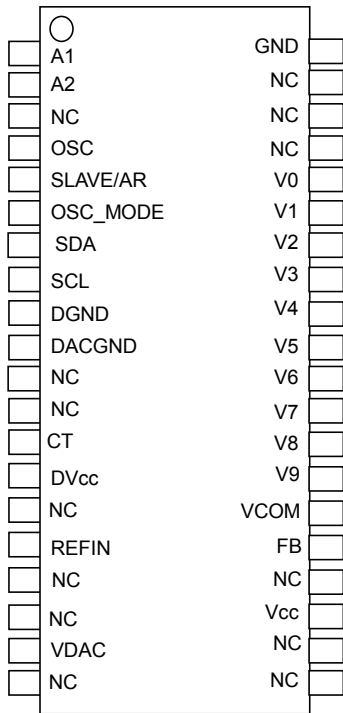 A1 GND
A2 NC
NC NC
OSC NC
SLAVE/AR V0
OSC_MODE V1
SDA V2
SCL V3
DGND V4
DACGND V5
NC V6
NC V7
CT V8
DVcc V9
NC VCOM
REFIN FB
NC NC
NC Vcc
VDAC NC
NC NC